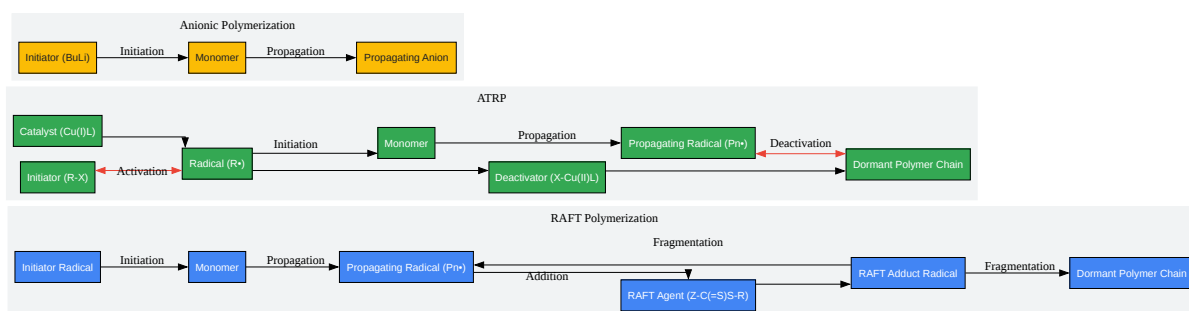 Anionic Polymerization
Initiator (BuLi)
Initiation
Monomer
Propagation
Propagating Anion
ATRP
Catalyst (Cu(I)L)
Initiator (R-X)
Activation
Radical (R•)
Initiation
Monomer
Propagation
Propagating Radical (Pn•)
Deactivation
Deactivator (X-Cu(II)L)
Dormant Polymer Chain
RAFT Polymerization
Initiator Radical
Initiation
Monomer
Propagation
Propagating Radical (Pn•)
Fragmentation
Addition
RAFT Agent (Z-C(=S)S-R)
RAFT Adduct Radical
Fragmentation
Dormant Polymer Chain